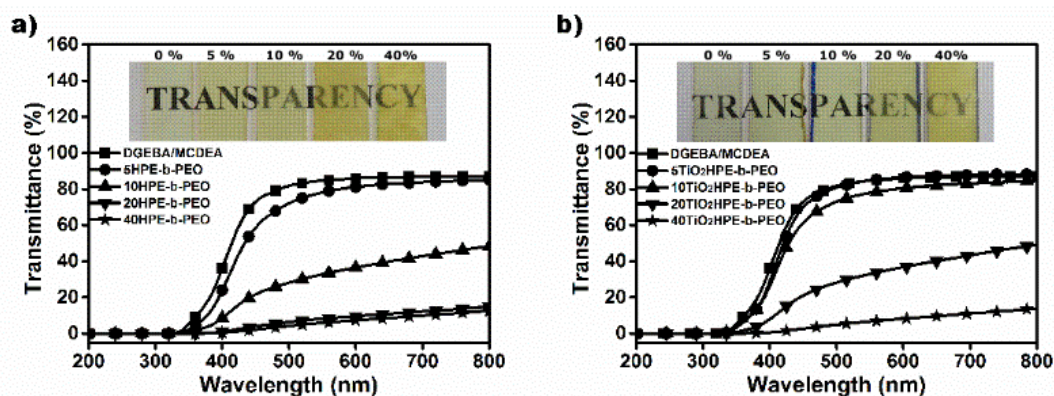 a)
0 % 5 % 10 % 20 % 40%
TRANSPARENCY
DGEBA/MCDEA
5HPE-b-PEO
10HPE-b-PEO
20HPE-b-PEO
40HPE-b-PEO
Transmittance (%)
160
140
120
100
80
60
40
20
0
200 300 400 500 600 700 800
Wavelength (nm)
b)
0 % 5 % 10 % 20 % 40%
TRANSPARENCY
DGEBA/MCDEA
5TiO₂HPE-b-PEO
10TiO₂HPE-b-PEO
20TiO₂HPE-b-PEO
40TiO₂HPE-b-PEO
Transmittance (%)
160
140
120
100
80
60
40
20
0
200 300 400 500 600 700 800
Wavelength (nm)